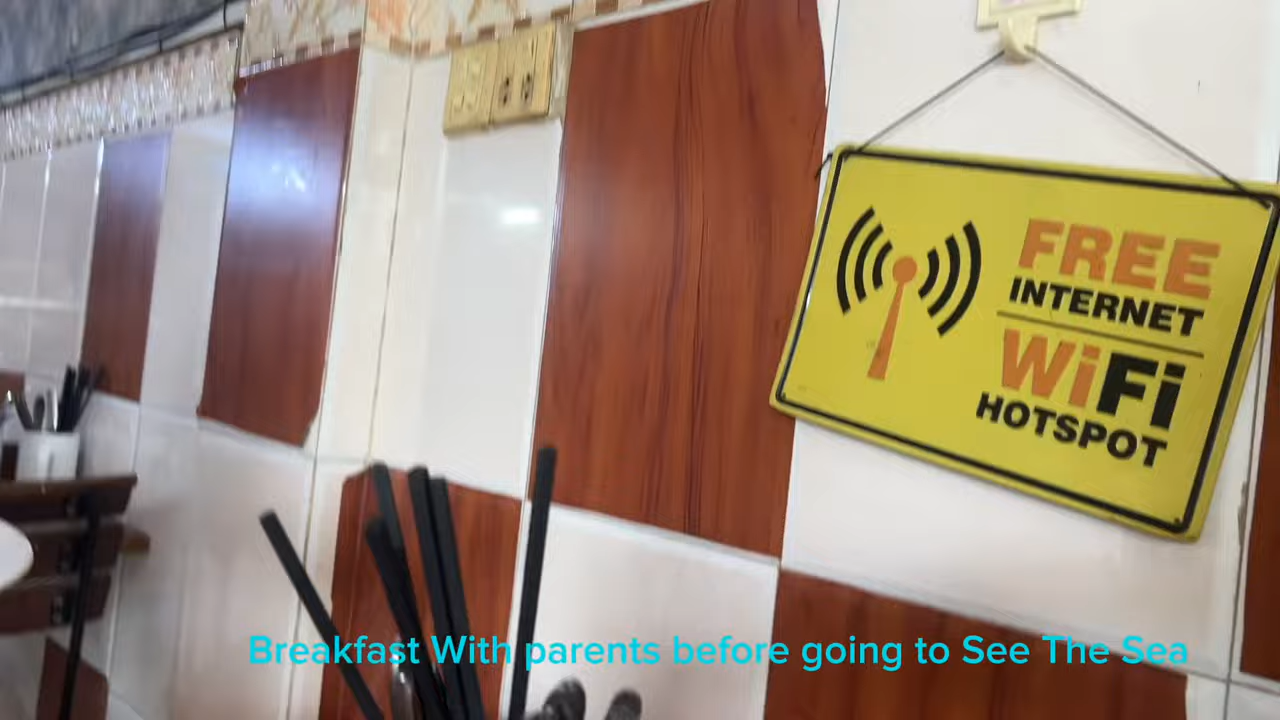 FREE
INTERNET
WiFi
HOTSPOT
Breakfast With parents before going to See The Sea